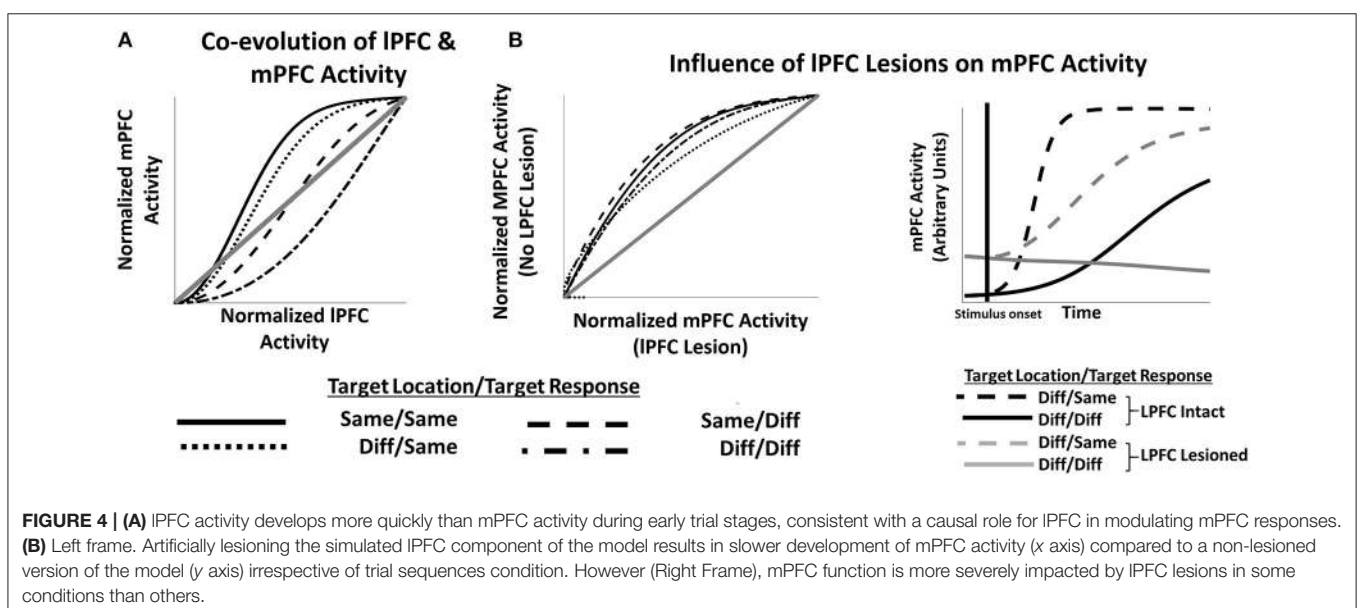 A
Co-evolution of lPFC &
mPFC Activity
Normalized mPFC
Activity
Normalized lPFC
Activity
B
Influence of lPFC Lesions on mPFC Activity
Normalized MPFC Activity
(No LPFC Lesion)
Normalized mPFC Activity
(lPFC Lesion)
mPFC Activity
(Arbitrary Units)
Stimulus onset
Time
Target Location/Target Response
Same/Same
Same/Diff
Diff/Same
Diff/Diff
Target Location/Target Response
Diff/Same
Diff/Diff
LPFC Intact
Diff/Same
Diff/Diff
LPFC Lesioned
FIGURE 4 | (A) lPFC activity develops more quickly than mPFC activity during early trial stages, consistent with a causal role for lPFC in modulating mPFC responses.
(B) Left frame. Artificially lesioning the simulated lPFC component of the model results in slower development of mPFC activity (x axis) compared to a non-lesioned
version of the model (y axis) irrespective of trial sequences condition. However (Right Frame), mPFC function is more severely impacted by lPFC lesions in some
conditions than others.